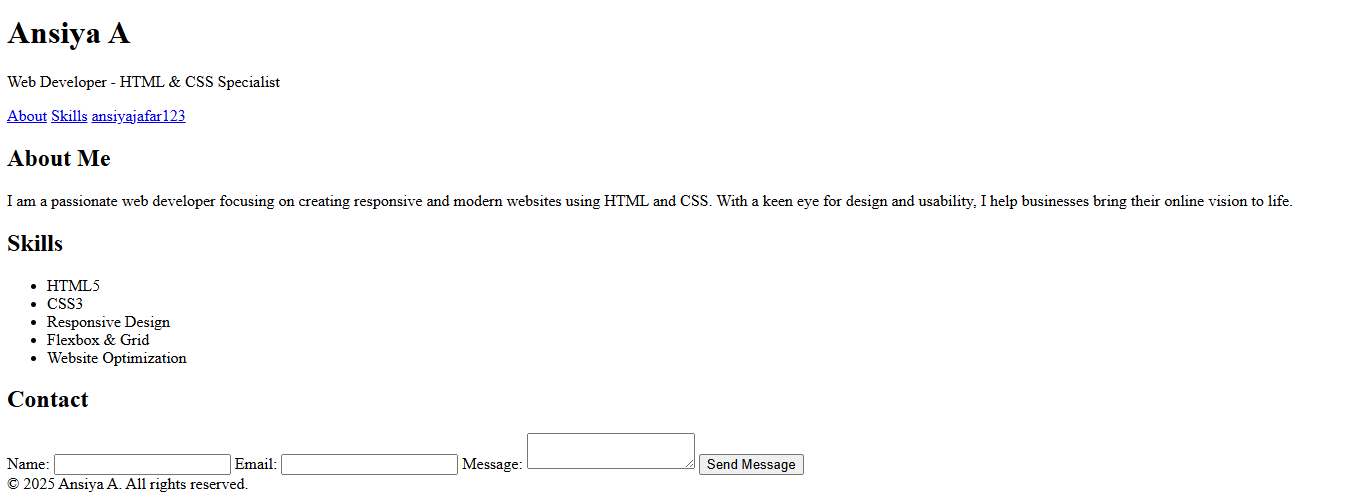 Ansiya A
Web Developer - HTML & CSS Specialist
About Skills ansiyajafar123
About Me
I am a passionate web developer focusing on creating responsive and modern websites using HTML and CSS. With a keen eye for design and usability, I help businesses bring their online vision to life.
Skills
• HTML5
• CSS3
• Responsive Design
• Flexbox & Grid
• Website Optimization
Contact
Name: Email: Message: Send Message
© 2025 Ansiya A. All rights reserved.